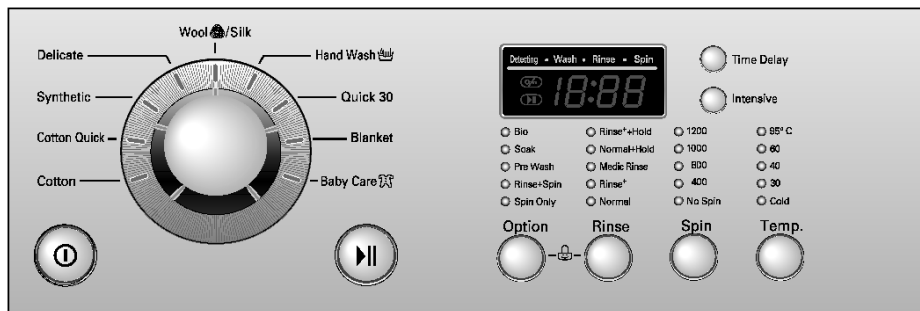 Wool /Silk
Delicate
Hand Wash
Synthetic
Quick 30
Cotton Quick
Blanket
Cotton
Baby Care
Detecting Wash Rinse Spin
18:88
Time Delay
Intensive
Bio Rinse⁺+Hold 1200 95° C
Soak Normal+Hold 1000 60
Pre Wash Medic Rinse 800 40
Rinse+Spin Rinse⁺ 400 30
Spin Only Normal No Spin Cold
Option Rinse Spin Temp.